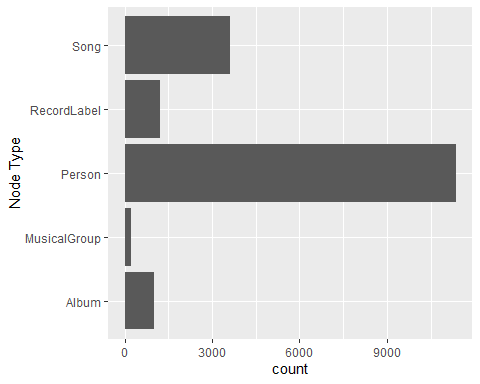 Node Type
Song
RecordLabel
Person
MusicalGroup
Album
0 3000 6000 9000
count